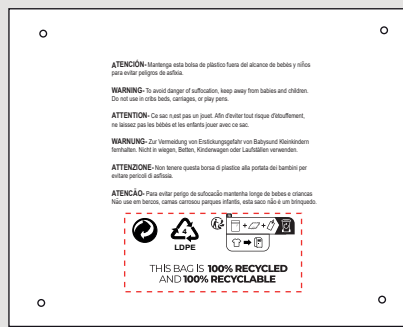 ATENCIÓN- Mantenga esta bolsa de plástico fuera del alcance de bebés y niños
para evitar peligros de asfixia.
WARNING- To avoid danger of suffocation, keep away from babies and children.
Do not use in cribs beds, carriages, or play pens.
ATTENTION- Ce sac n,est pas un jouet. Afin d'eviter tout risque d'etouffement,
ne laissez pas les bébés et les enfants jouer avec ce sac.
WARNUNG- Zur Vermeidung von Erstickungsgefahr von Babysund Kleinkindern
fernhalten. Nicht in wiegen, Betten, Kinderwagen oder Laufställen verwenden.
ATTENZIONE- Non tenere questa borsa di plastice alla portata dei bambini per
evitare pericoli di asfissia.
ATENCÁO- Para evitar perigo de sufocacão mantenha longe de bebes e criancas
Não use em bercos, camas carrosou parques infantis, esta saco não é um brinquedo.
4
LDPE
THIS BAG IS 100% RECYCLED
AND 100% RECYCLABLE